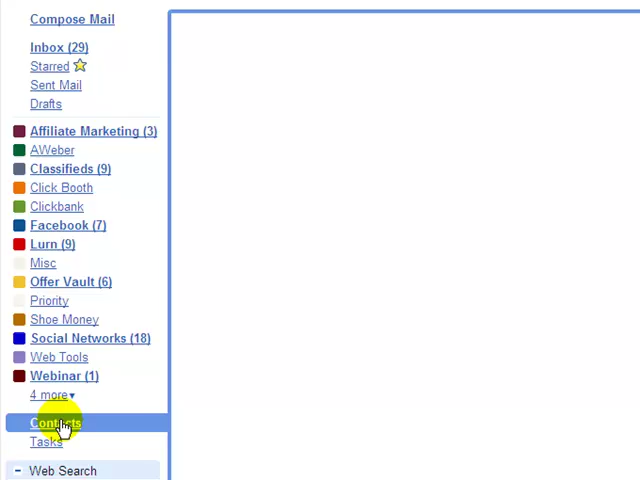 Compose Mail
Inbox (29)
Starred
Sent Mail
Drafts
Affiliate Marketing (3)
AWeber
Classifieds (9)
Click Booth
Clickbank
Facebook (7)
Lurn (9)
Misc
Offer Vault (6)
Priority
Shoe Money
Social Networks (18)
Web Tools
Webinar (1)
4 more▾
Contacts
Tasks
− Web Search